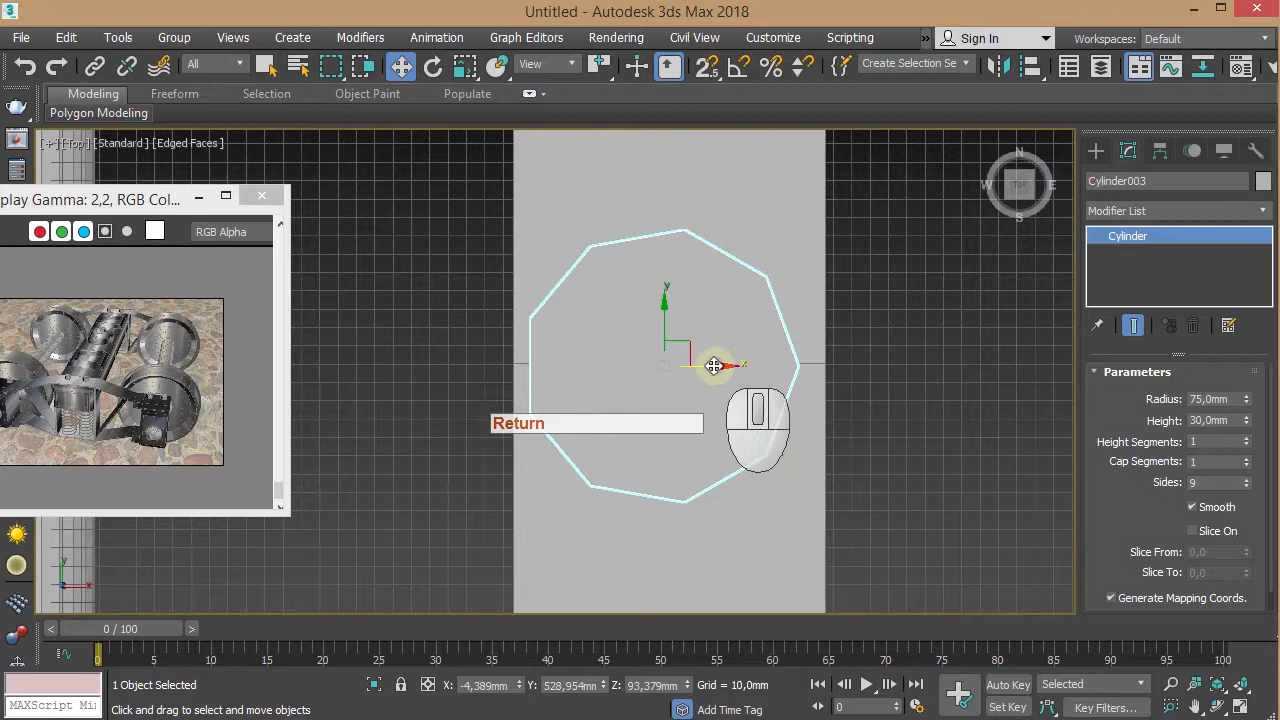 Untitled - Autodesk 3ds Max 2018
File Edit Tools Group Views Create Modifiers Animation Graph Editors Rendering Civil View Customize Scripting » Sign In Workspaces: Default
All View Create Selection Se
Modeling Freeform Selection Object Paint Populate
Polygon Modeling
[+] [Top] [Standard] [Edged Faces]
N
W TOP E
S
Cylinder003
play Gamma: 2,2, RGB Col...
Modifier List
RGB Alpha
Cylinder
y
x
Return
Parameters
Radius: 75,0mm
Height: 30,0mm
Height Segments: 1
Cap Segments: 1
Sides: 9
Smooth
Slice On
Slice From: 0,0
Slice To: 0,0
Generate Mapping Coords.
y
z x
< 0 / 100 >
0 5 10 15 20 25 30 35 40 45 50 55 60 65 70 75 80 85 90 95 100
1 Object Selected X: -4,389mm Y: 528,954mm Z: 93,379mm Grid = 10,0mm Auto Key Selected
MAXScript Min Click and drag to select and move objects Add Time Tag 0 Set Key Key Filters...